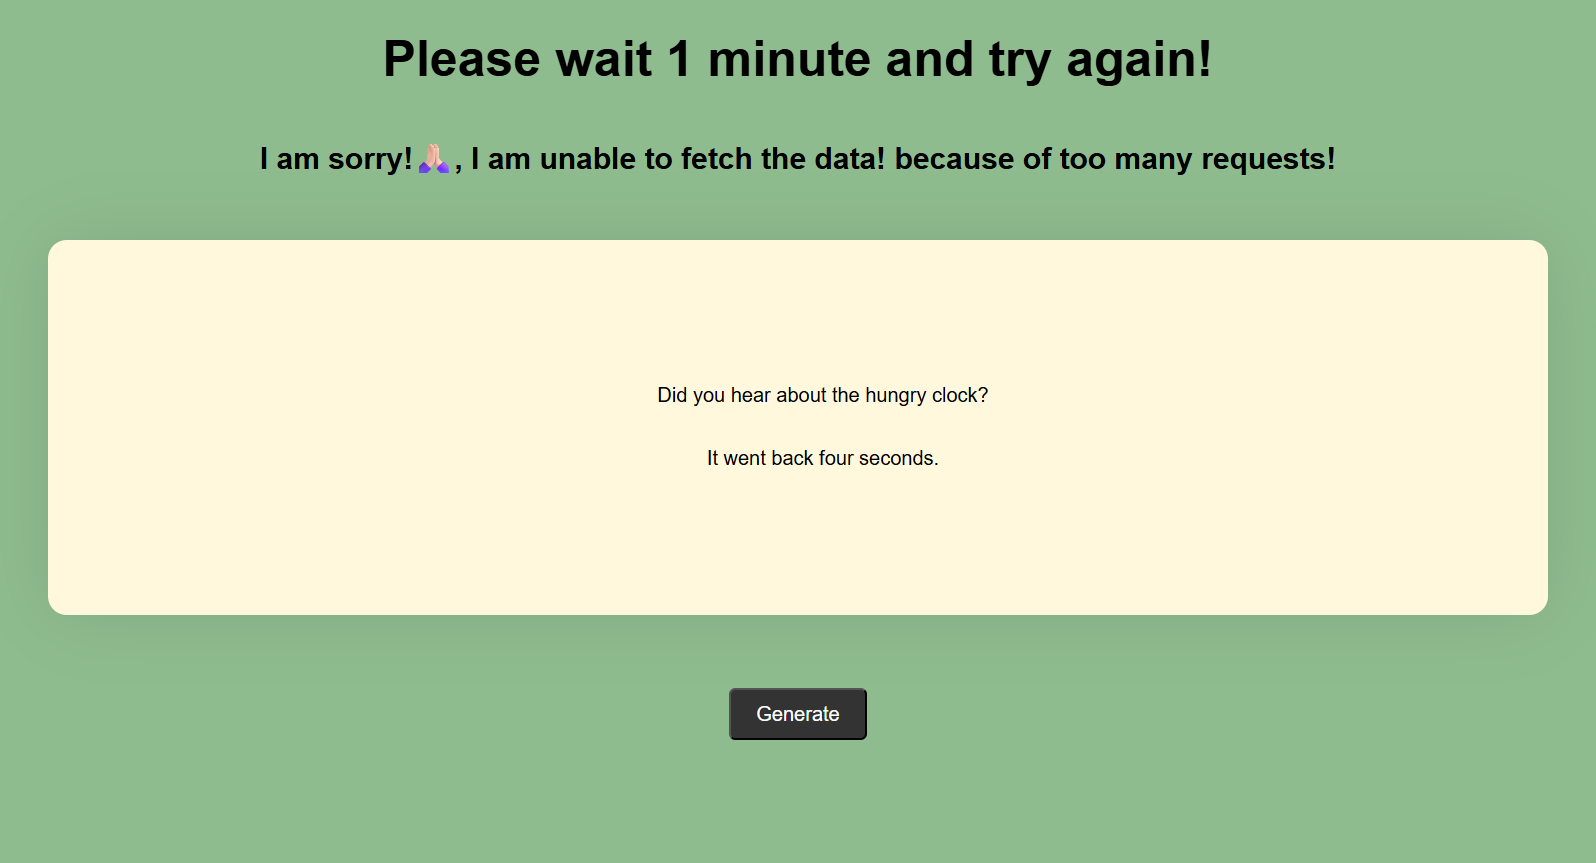 Please wait 1 minute and try again!
I am sorry!🙏🏻, I am unable to fetch the data! because of too many requests!
Did you hear about the hungry clock?
It went back four seconds.
Generate